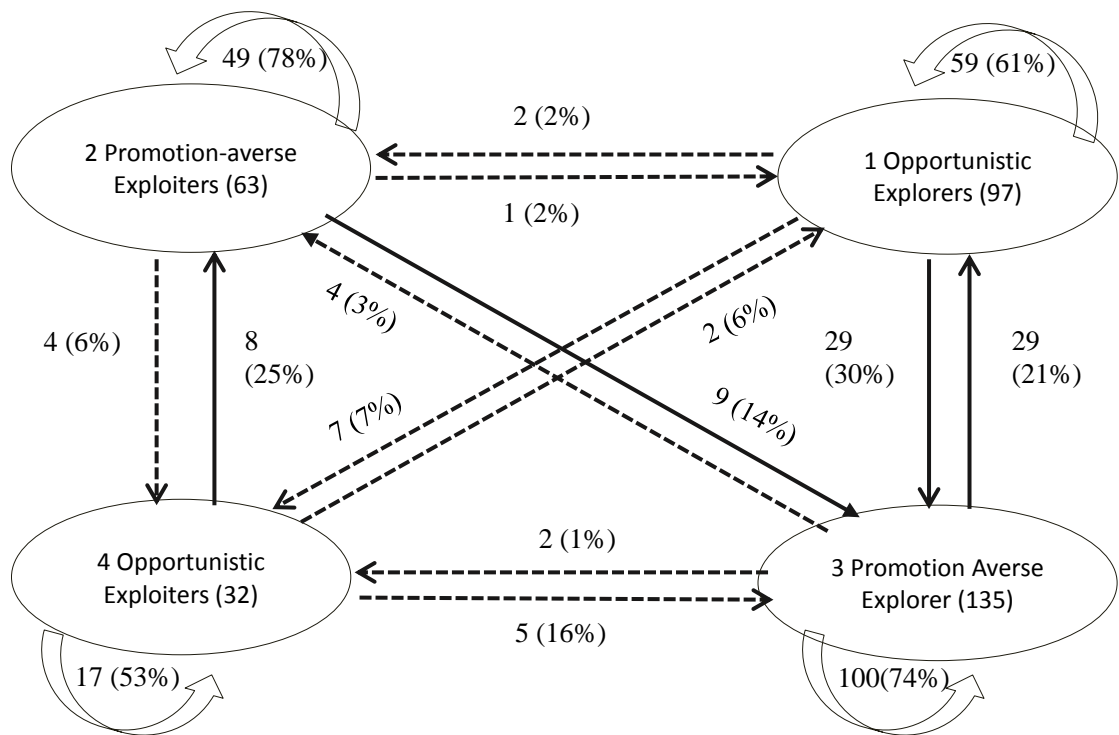 49 (78%)
59 (61%)
2 Promotion-averse
Exploiters (63)
2 (2%)
1 (2%)
1 Opportunistic
Explorers (97)
4 (6%)
8
(25%)
4 (3%)
2 (6%)
7 (7%)
9 (14%)
29
(30%)
29
(21%)
4 Opportunistic
Exploiters (32)
2 (1%)
5 (16%)
3 Promotion Averse
Explorer (135)
17 (53%)
100(74%)